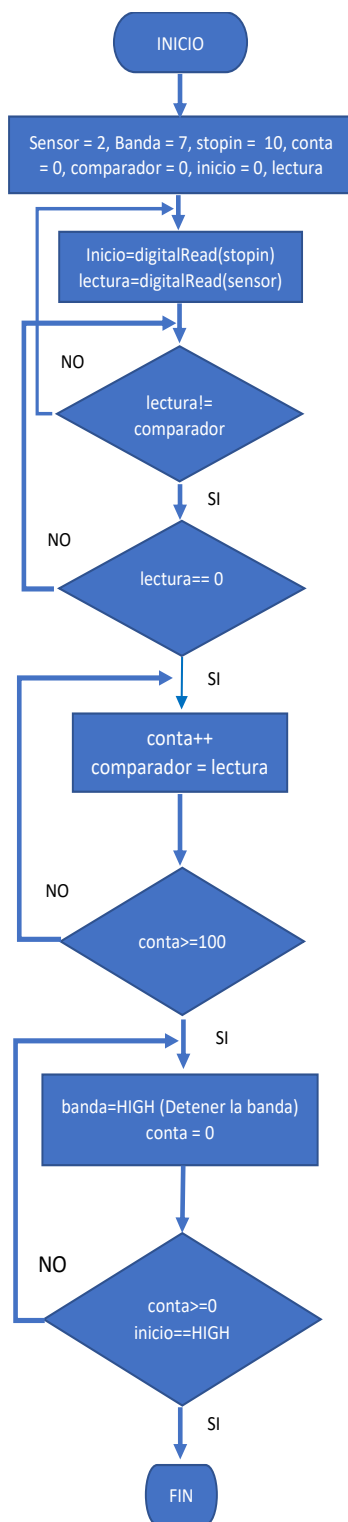 INICIO
Sensor = 2, Banda = 7, stopin = 10, conta
= 0, comparador = 0, inicio = 0, lectura
Inicio=digitalRead(stopin)
lectura=digitalRead(sensor)
NO
lectura!=
comparador
SI
NO
lectura== 0
SI
conta++
comparador = lectura
NO
conta>=100
SI
banda=HIGH (Detener la banda)
conta = 0
NO
conta>=0
inicio==HIGH
SI
FIN